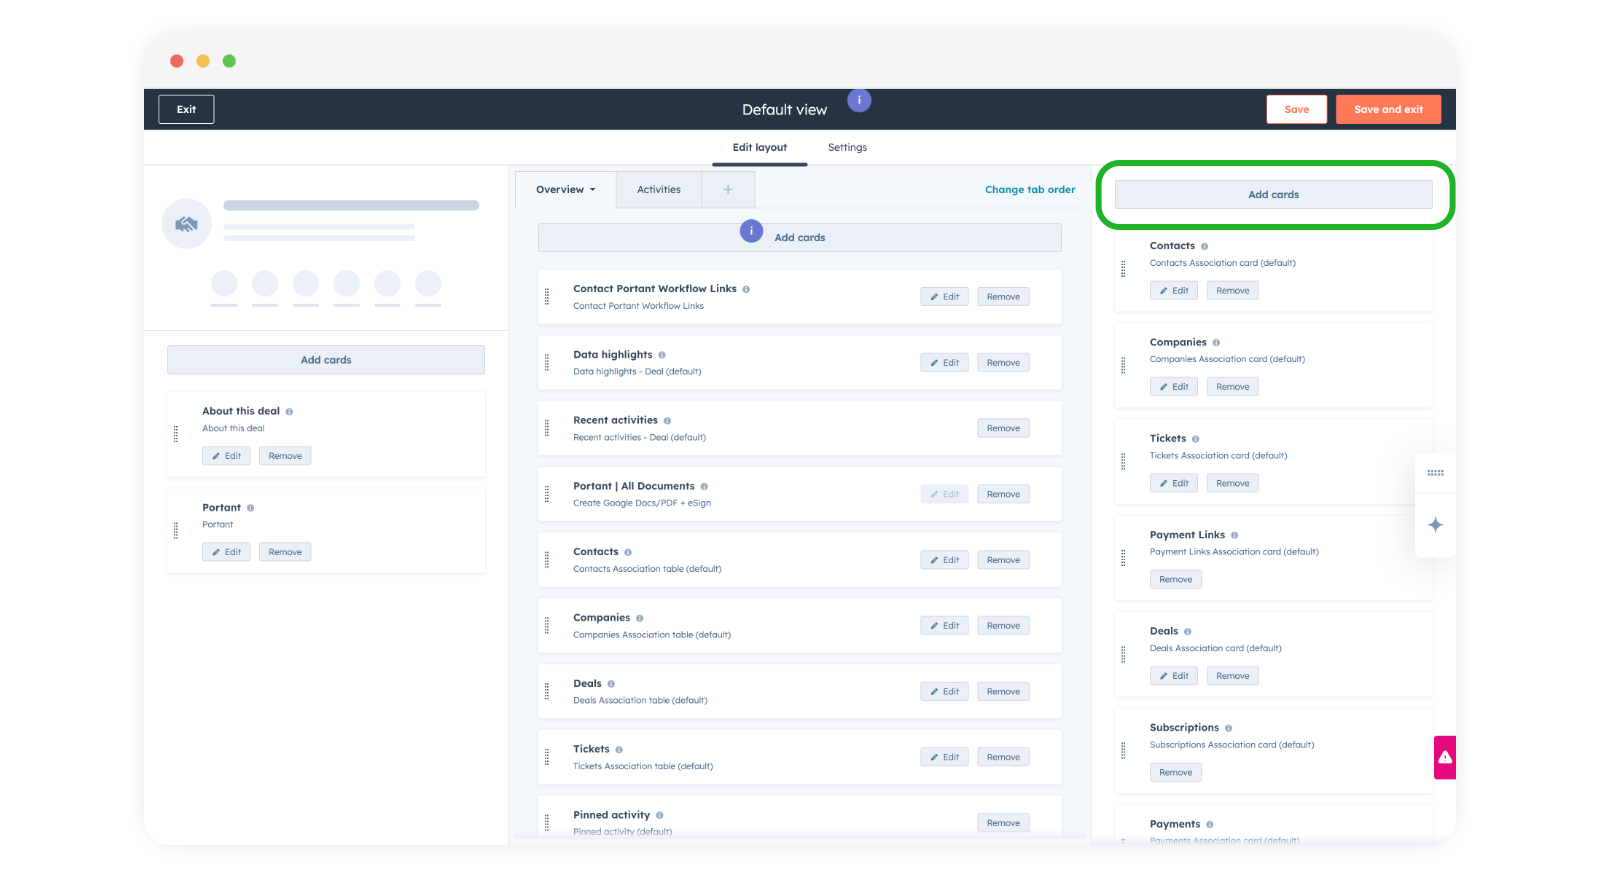 Exit
Default view
i
Save
Save and exit
Edit layout
Settings
Add cards
About this deal
About this deal
Edit
Remove
Portant
Portant
Edit
Remove
Overview
Activities
+
Change tab order
i
Add cards
Contact Portant Workflow Links
Contact Portant Workflow Links
Edit
Remove
Data highlights
Data highlights - Deal (default)
Edit
Remove
Recent activities
Recent activities - Deal (default)
Remove
Portant | All Documents
Create Google Docs/PDF + eSign
Edit
Remove
Contacts
Contacts Association table (default)
Edit
Remove
Companies
Companies Association table (default)
Edit
Remove
Deals
Deals Association table (default)
Edit
Remove
Tickets
Tickets Association table (default)
Edit
Remove
Pinned activity
Pinned activity (default)
Remove
Add cards
Contacts
Contacts Association card (default)
Edit
Remove
Companies
Companies Association card (default)
Edit
Remove
Tickets
Tickets Association card (default)
Edit
Remove
Payment Links
Payment Links Association card (default)
Remove
Deals
Deals Association card (default)
Edit
Remove
Subscriptions
Subscriptions Association card (default)
Remove
Payments
Payments Association card (default)